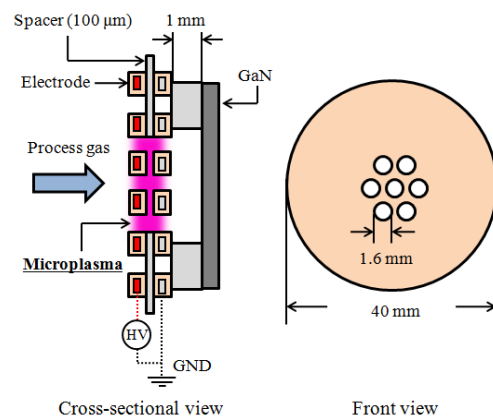 Spacer (100 μm)
1 mm
Electrode
GaN
Process gas
Microplasma
1.6 mm
HV
40 mm
GND
Cross-sectional view
Front view